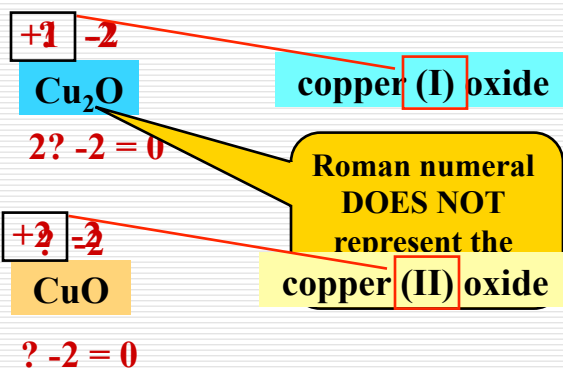 +1 -2
Cu₂O
copper (I) oxide
2? -2 = 0
Roman numeral
DOES NOT
represent the
+2 -2
CuO
copper (II) oxide
? -2 = 0